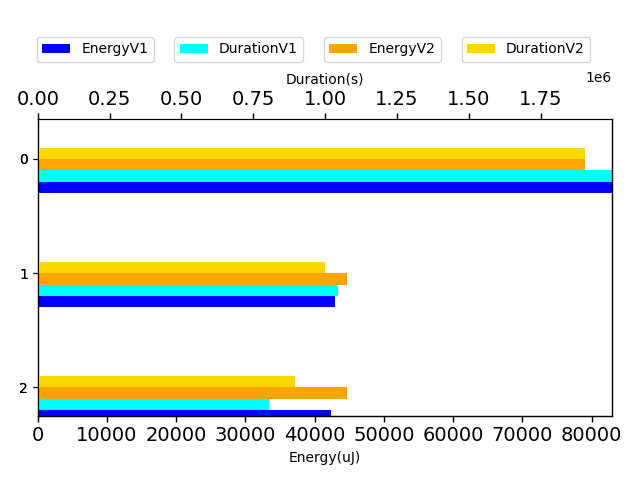 EnergyV1 DurationV1 EnergyV2 DurationV2
Duration(s) 1e6
0.00 0.25 0.50 0.75 1.00 1.25 1.50 1.75
0
1
2
0 10000 20000 30000 40000 50000 60000 70000 80000
Energy(uJ)